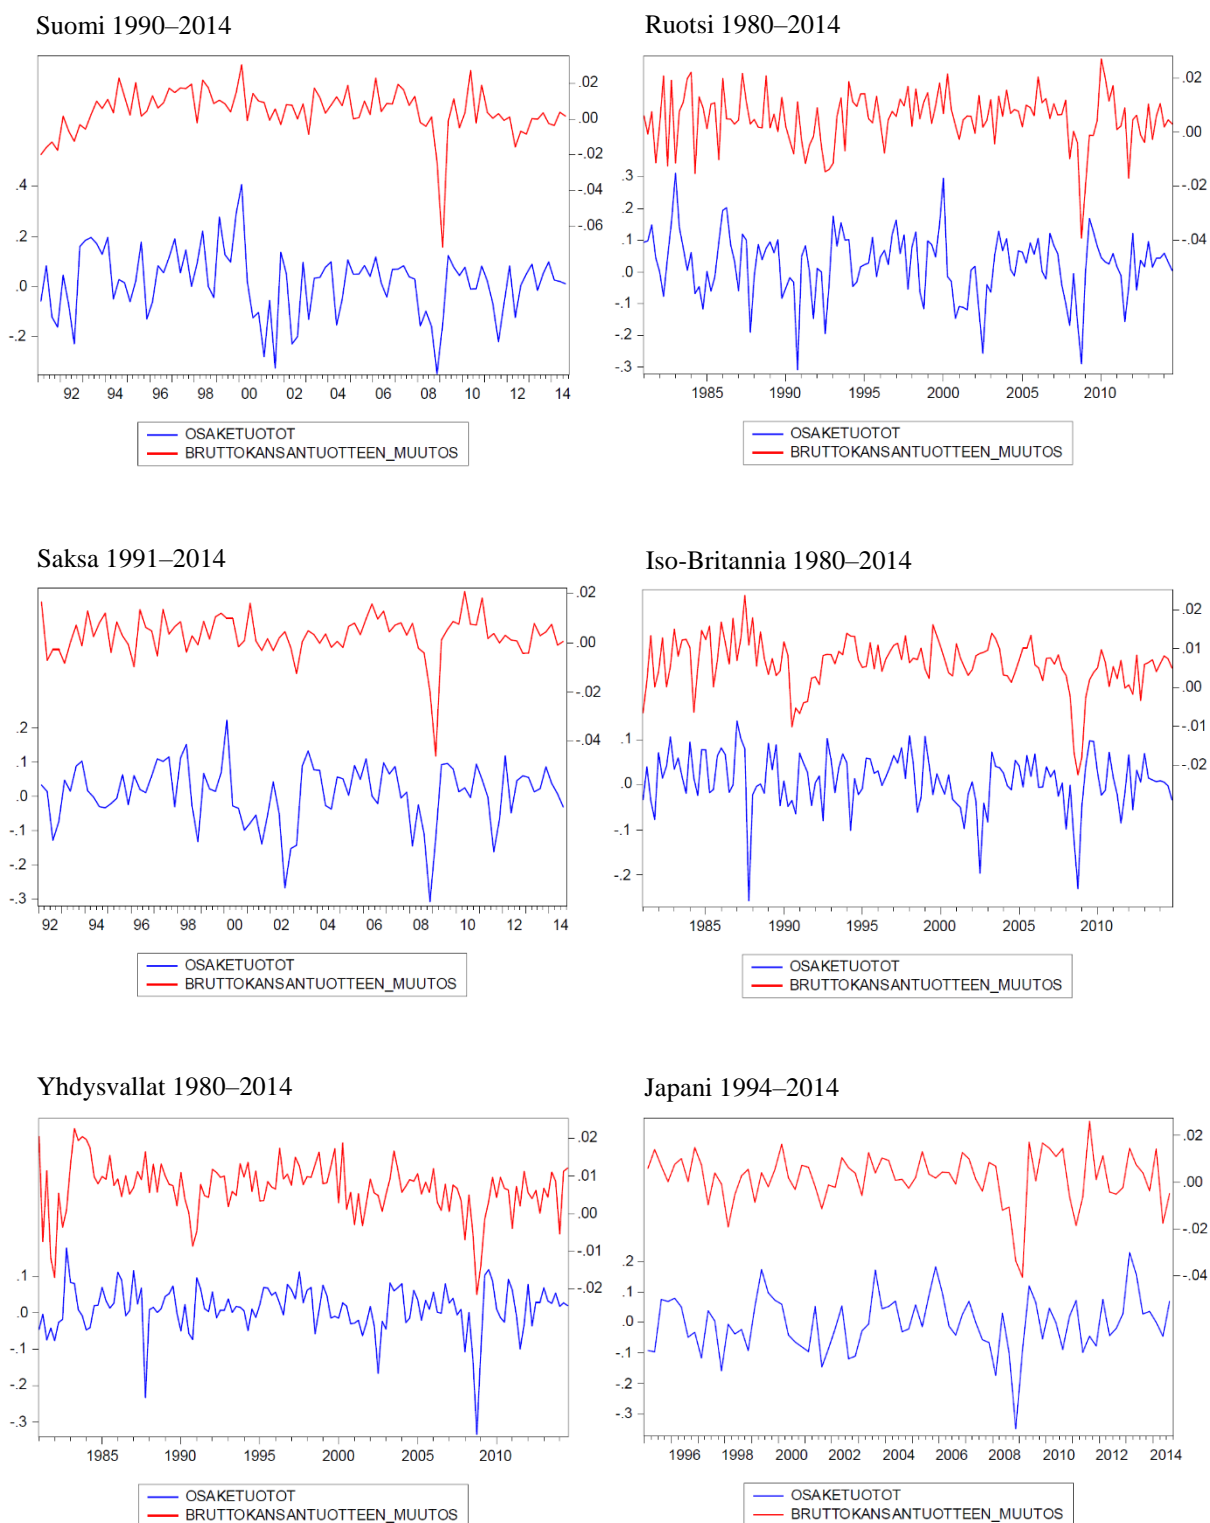 Suomi 1990–2014
.02
.00
-.02
-.04
-.06
.4
.2
.0
-.2
92 94 96 98 00 02 04 06 08 10 12 14
OSAKETUOTOT
BRUTTOKANSANTUOTTEEN_MUUTOS
Ruotsi 1980–2014
.02
.00
-.02
-.04
.3
.2
.1
.0
-.1
-.2
-.3
1985 1990 1995 2000 2005 2010
OSAKETUOTOT
BRUTTOKANSANTUOTTEEN_MUUTOS
Saksa 1991–2014
.02
.00
-.02
-.04
.2
.1
.0
-.1
-.2
-.3
92 94 96 98 00 02 04 06 08 10 12 14
OSAKETUOTOT
BRUTTOKANSANTUOTTEEN_MUUTOS
Iso-Britannia 1980–2014
.02
.01
.00
-.01
-.02
.1
.0
-.1
-.2
1985 1990 1995 2000 2005 2010
OSAKETUOTOT
BRUTTOKANSANTUOTTEEN_MUUTOS
Yhdysvallat 1980–2014
.02
.01
.00
-.01
-.02
.1
.0
-.1
-.2
-.3
1985 1990 1995 2000 2005 2010
OSAKETUOTOT
BRUTTOKANSANTUOTTEEN_MUUTOS
Japani 1994–2014
.02
.00
-.02
-.04
.2
.1
.0
-.1
-.2
-.3
1996 1998 2000 2002 2004 2006 2008 2010 2012 2014
OSAKETUOTOT
BRUTTOKANSANTUOTTEEN_MUUTOS